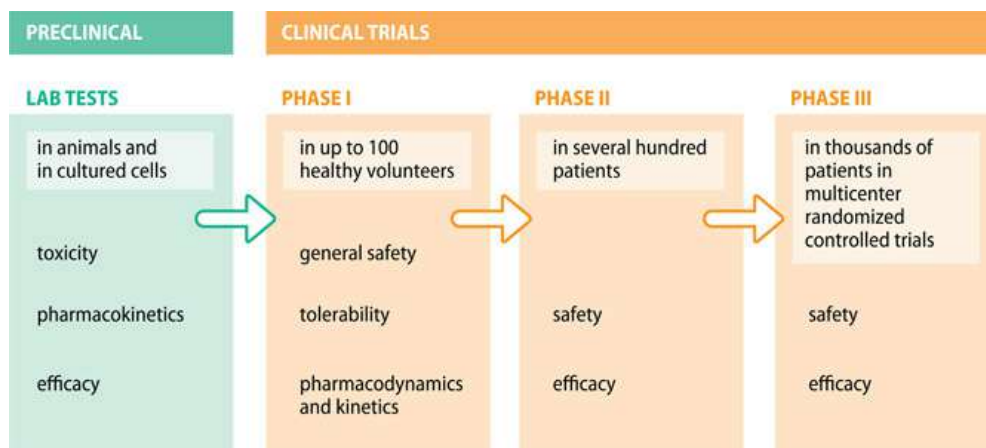 PRECLINICAL
CLINICAL TRIALS
LAB TESTS
in animals and
in cultured cells
toxicity
pharmacokinetics
efficacy
PHASE I
in up to 100
healthy volunteers
general safety
tolerability
pharmacodynamics
and kinetics
PHASE II
in several hundred
patients
safety
efficacy
PHASE III
in thousands of
patients in
multicenter
randomized
controlled trials
safety
efficacy